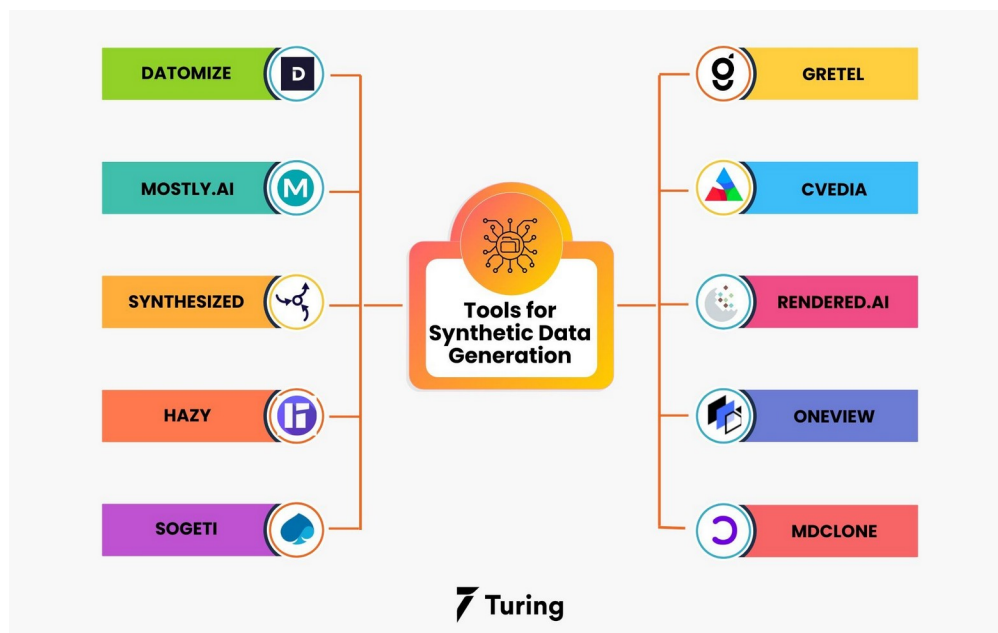 DATOMIZE
D
MOSTLY.AI
M
SYNTHESIZED
HAZY
SOGETI
Tools for
Synthetic Data
Generation
GRETEL
g
CVEDIA
RENDERED.AI
ONEVIEW
MDCLONE
Turing